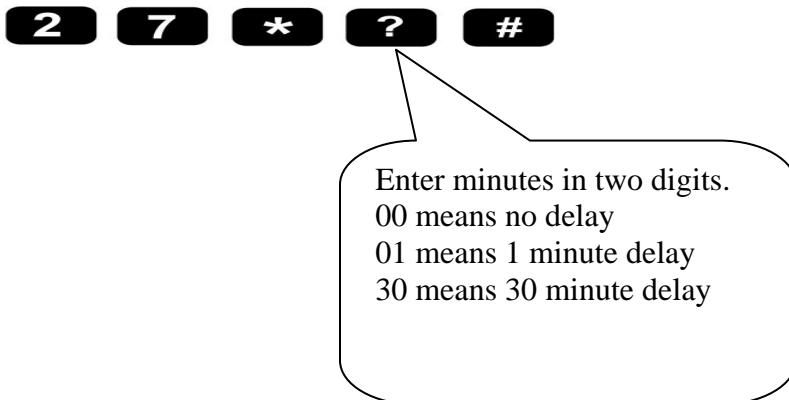 2 7 * ? #
Enter minutes in two digits.
00 means no delay
01 means 1 minute delay
30 means 30 minute delay